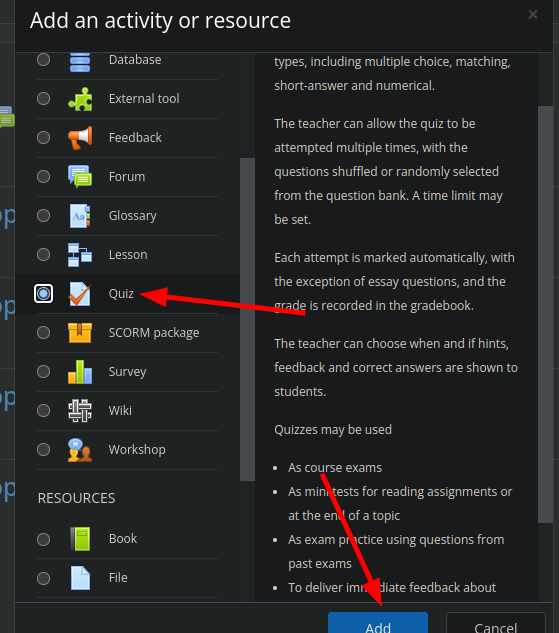 Add an activity or resource
×
Database
External tool
Feedback
Forum
Glossary
Aa
Lesson
Quiz
SCORM package
Survey
Wiki
Workshop
RESOURCES
Book
File
types, including multiple choice, matching,
short-answer and numerical.
The teacher can allow the quiz to be
attempted multiple times, with the
questions shuffled or randomly selected
from the question bank. A time limit may
be set.
Each attempt is marked automatically, with
the exception of essay questions, and the
grade is recorded in the gradebook.
The teacher can choose when and if hints,
feedback and correct answers are shown to
students.
Quizzes may be used
As course exams
As mini tests for reading assignments or
at the end of a topic
As exam practice using questions from
past exams
To deliver immediate feedback about
Add
Cancel
op
op
op
op